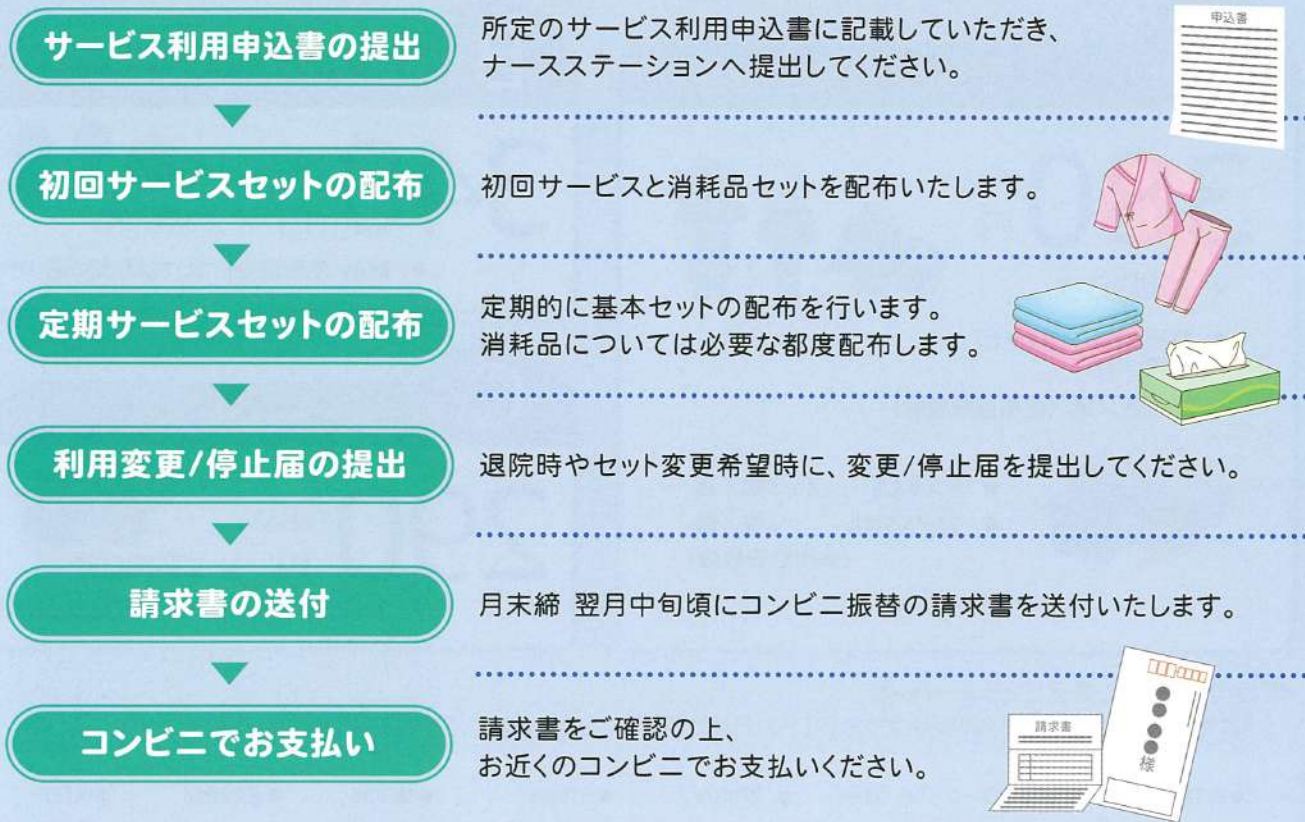 サービス利用申込書の提出
所定のサービス利用申込書に記載していただき、
ナースステーションへ提出してください。
申込書
初回サービスセットの配布
初回サービスと消耗品セットを配布いたします。
定期サービスセットの配布
定期的に基本セットの配布を行います。
消耗品については必要な都度配布します。
利用変更/停止届の提出
退院時やセット変更希望時に、変更/停止届を提出してください。
請求書の送付
月末締 翌月中旬頃にコンビニ振替の請求書を送付いたします。
コンビニでお支払い
請求書をご確認の上、
お近くのコンビニでお支払いください。
請求書
●●●●●様